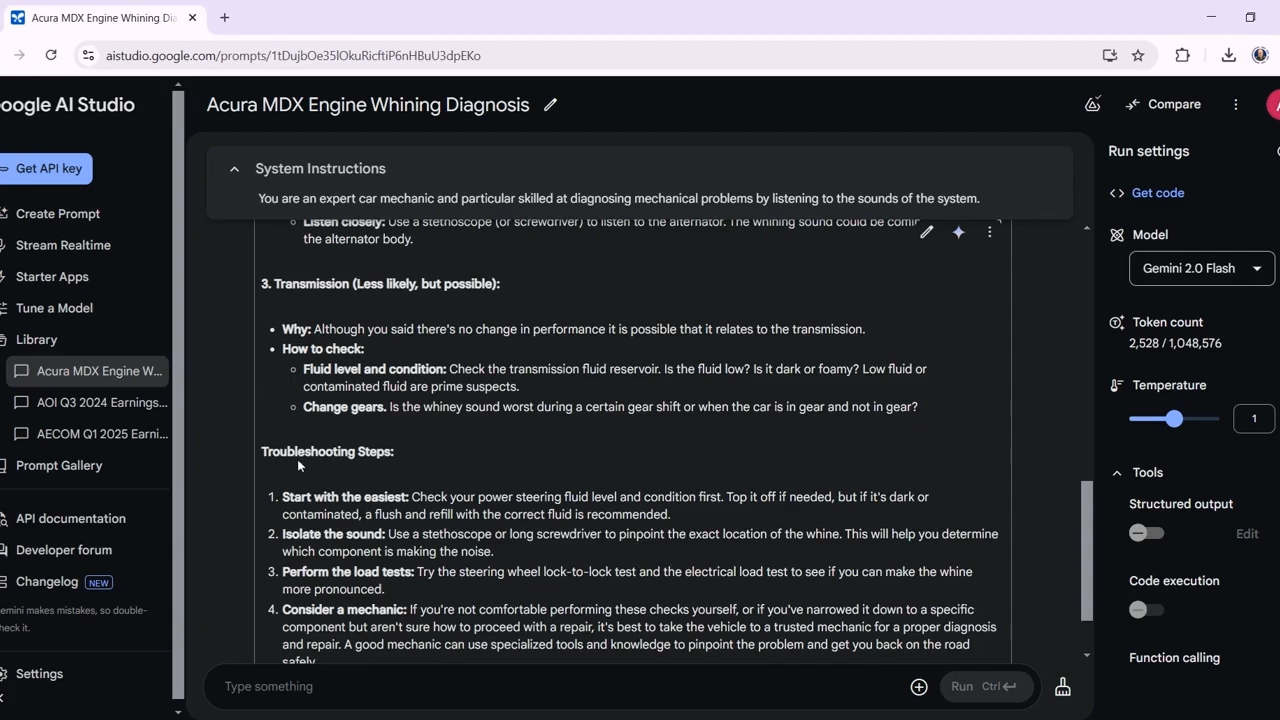 Acura MDX Engine Whining Dia
aistudio.google.com/prompts/1tDujbOe35lOkuRicftiP6nHBuU3dpEKo
oogle AI Studio
Get API key
Create Prompt
Stream Realtime
Starter Apps
Tune a Model
Library
Acura MDX Engine W...
AOI Q3 2024 Earnings...
AECOM Q1 2025 Earni...
Prompt Gallery
API documentation
Developer forum
Changelog NEW
emini makes mistakes, so double-
heck it.
Settings
Acura MDX Engine Whining Diagnosis
Compare
System Instructions
You are an expert car mechanic and particular skilled at diagnosing mechanical problems by listening to the sounds of the system.
Listen closely: Use a stethoscope (or screwdriver) to listen to the alternator. The whining sound could be comin
the alternator body.
3. Transmission (Less likely, but possible):
• Why: Although you said there's no change in performance it is possible that it relates to the transmission.
• How to check:
Fluid level and condition: Check the transmission fluid reservoir. Is the fluid low? Is it dark or foamy? Low fluid or
contaminated fluid are prime suspects.
Change gears. Is the whiney sound worst during a certain gear shift or when the car is in gear and not in gear?
Troubleshooting Steps:
1. Start with the easiest: Check your power steering fluid level and condition first. Top it off if needed, but if it's dark or
contaminated, a flush and refill with the correct fluid is recommended.
2. Isolate the sound: Use a stethoscope or long screwdriver to pinpoint the exact location of the whine. This will help you determine
which component is making the noise.
3. Perform the load tests: Try the steering wheel lock-to-lock test and the electrical load test to see if you can make the whine
more pronounced.
4. Consider a mechanic: If you're not comfortable performing these checks yourself, or if you've narrowed it down to a specific
component but aren't sure how to proceed with a repair, it's best to take the vehicle to a trusted mechanic for a proper diagnosis
and repair. A good mechanic can use specialized tools and knowledge to pinpoint the problem and get you back on the road
safely.
Type something
Run Ctrl
Run settings
Get code
Model
Gemini 2.0 Flash
Token count
2,528 / 1,048,576
Temperature
1
Tools
Structured output
Edit
Code execution
Function calling